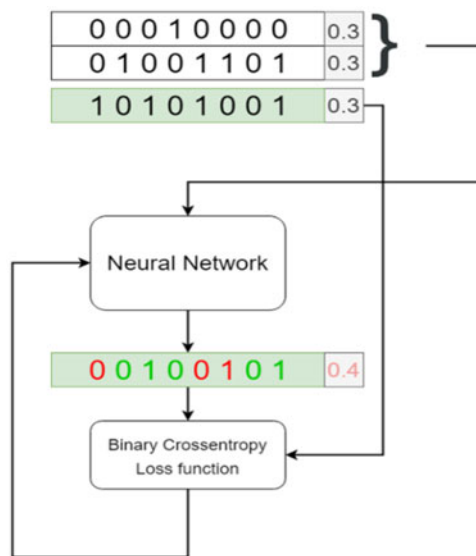 0 0 0 1 0 0 0 0 0.3
0 1 0 0 1 1 0 1 0.3
}
1 0 1 0 1 0 0 1 0.3
Neural Network
0 0 1 0 0 1 0 1 0.4
Binary Crossentropy
Loss function